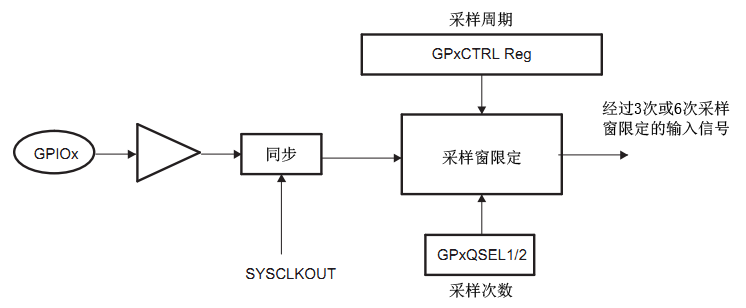 采样周期
GPxCTRL Reg
经过3次或6次采样
窗限定的输入信号
GPIOx
同步
采样窗限定
GPxQSEL1/2
SYSCLKOUT
采样次数